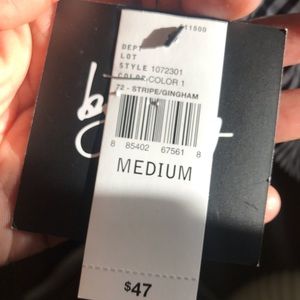 11500
DEPT
LOT
STYLE 1072301
COLOR COLOR 1
72 - STRIPE/GINGHAM
8 85402 67561 8
MEDIUM
$47